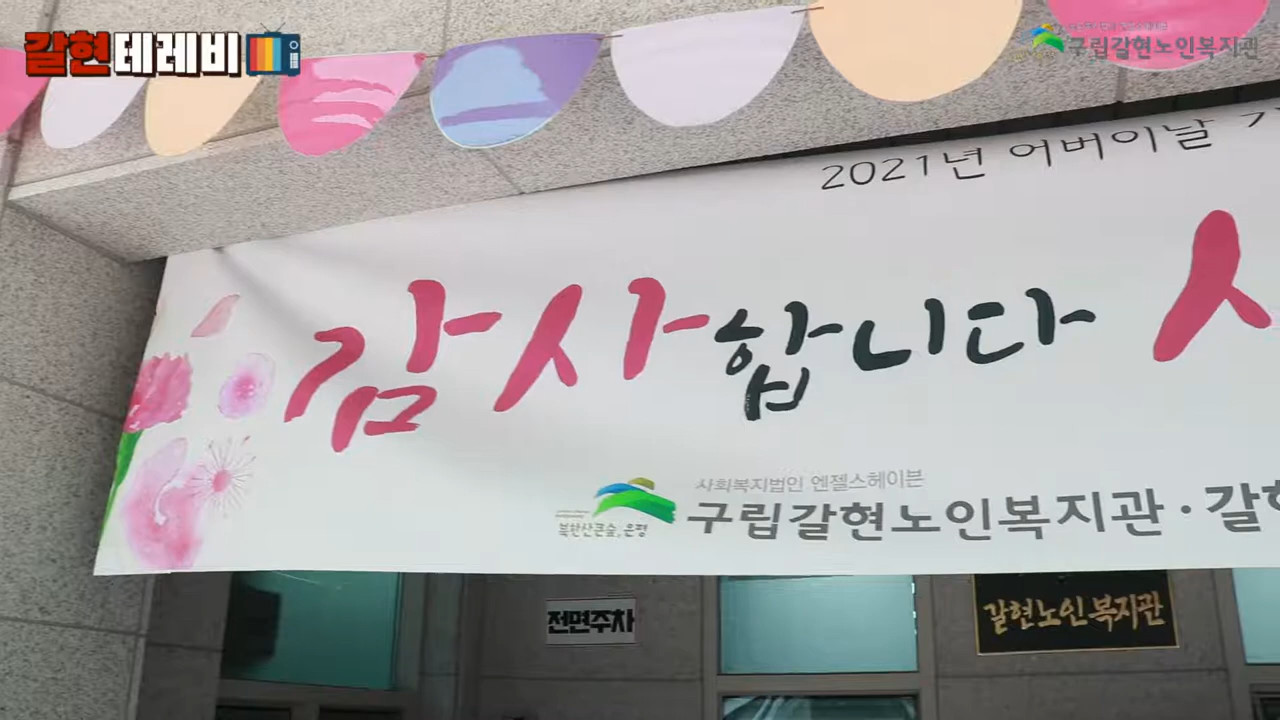 갈현테레비
구립갈현노인복지관
2021년 어버이날
감사합니다 사
사회복지법인 엔젤스헤이븐
북한산큰숲, 은평
구립갈현노인복지관 · 갈현
전면주차
갈현노인복지관